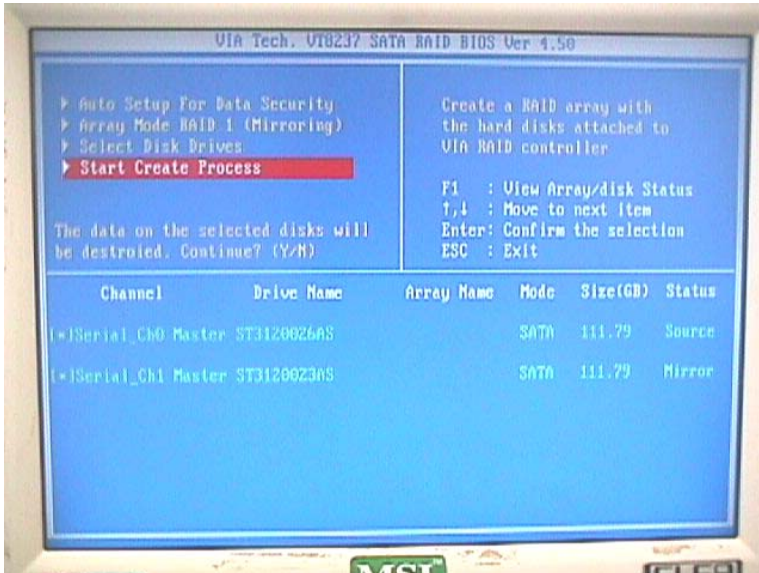 VIA Tech. VT8237 SATA RAID BIOS Ver 4.50
Auto Setup For Data Security
Array Mode RAID 1 (Mirroring)
Select Disk Drives
Start Create Process
The data on the selected disks will
be destroied. Continue? (Y/N)
Create a RAID array with
the hard disks attached to
VIA RAID controller
F1 : View Array/disk Status
↑,↓ : Move to next item
Enter: Confirm the selection
ESC : Exit
Channel Drive Name Array Name Mode Size(GB) Status
[*]Serial_Ch0 Master ST3120026AS SATA 111.79 Source
[*]Serial_Ch1 Master ST3120023AS SATA 111.79 Mirror
MSI